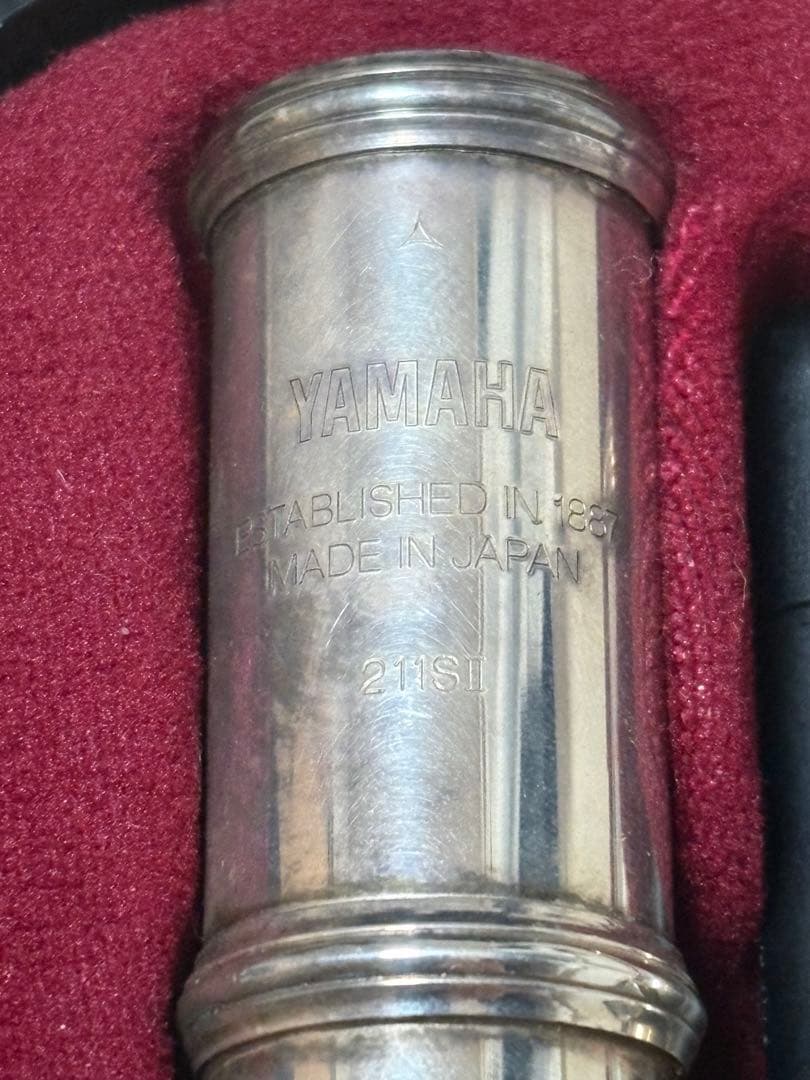 YAMAHA
ESTABLISHED IN 1887
MADE IN JAPAN
211SII